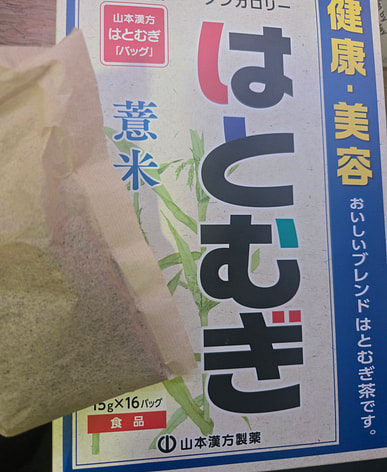 ノンカロリー
健康・美容
山本漢方
はとむぎ
「バッグ」
はとむぎ
薏米
おいしいブレンド はとむぎ茶です。
15g×16バッグ
食品
山本漢方製薬